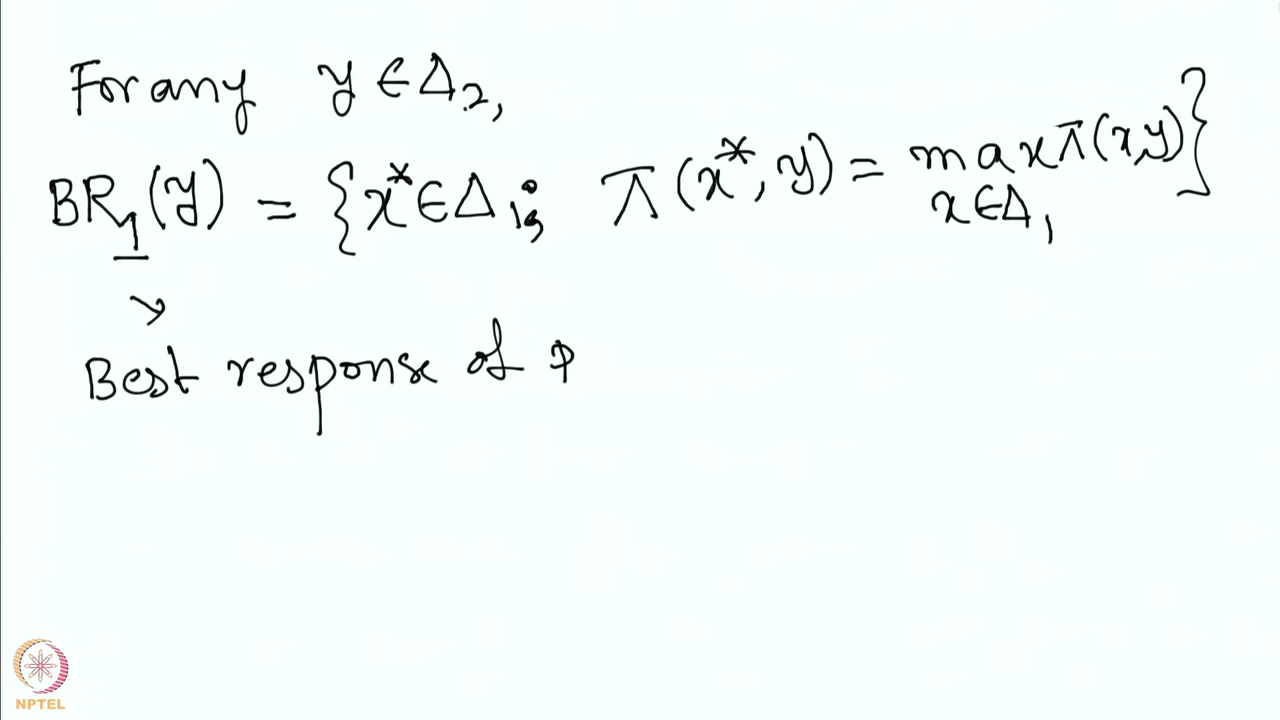 For any y ∈ Δ₂,
BR₁(y) = {x* ∈ Δ₁; π(x*, y) = max π(x,y)}
x ∈ Δ₁
Best response of p
NPTEL